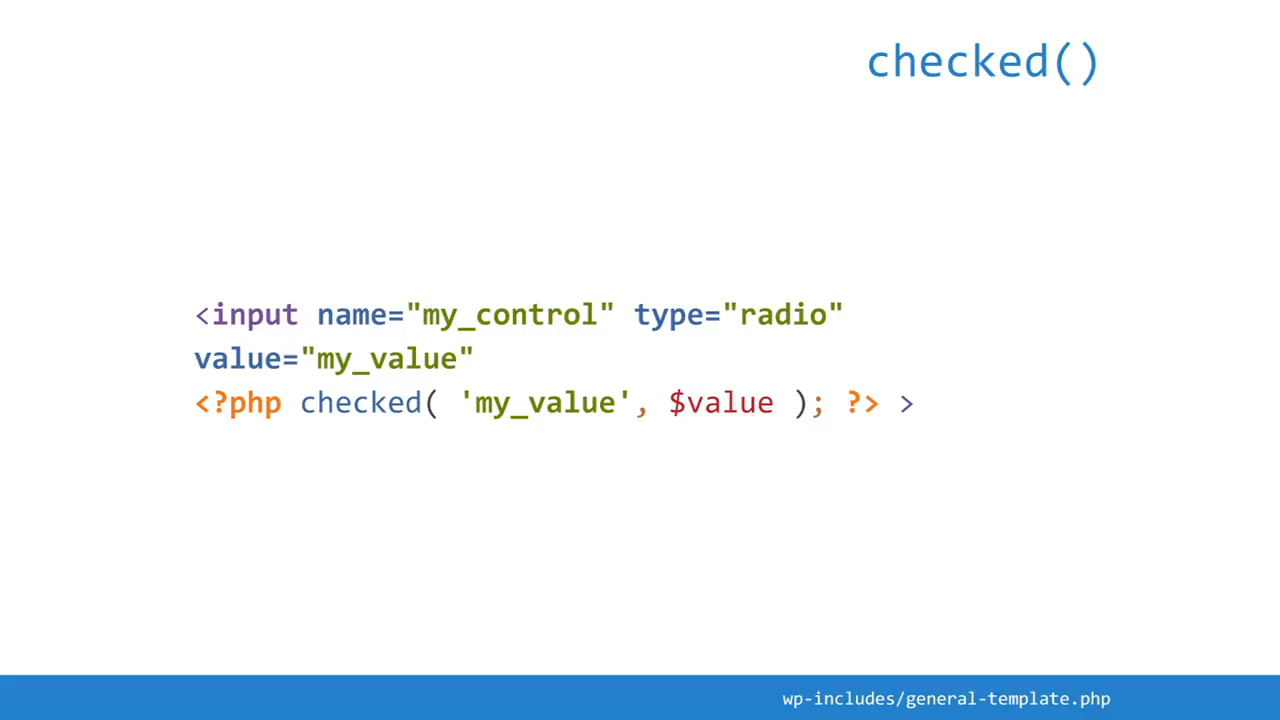 checked()
<input name="my_control" type="radio"
value="my_value"
<?php checked( 'my_value', $value ); ?> >
wp-includes/general-template.php